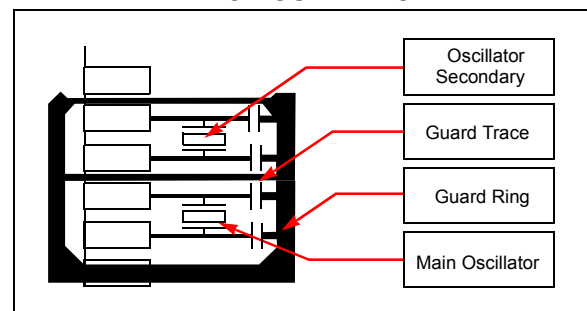 Oscillator
Secondary
Guard Trace
Guard Ring
Main Oscillator